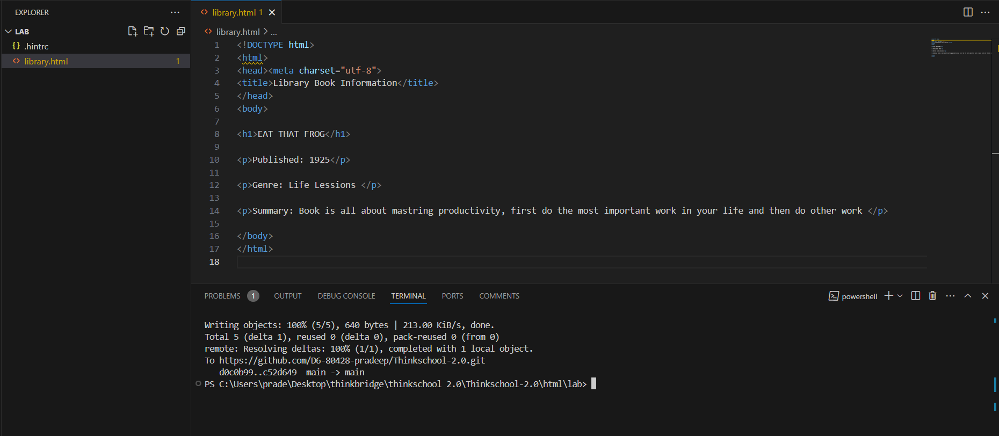 EXPLORER
LAB
.hintrc
library.html 1
library.html 1
library.html > ...
1 <!DOCTYPE html>
2 <html>
3 <head><meta charset="utf-8">
4 <title>Library Book Information</title>
5 </head>
6 <body>
7
8 <h1>EAT THAT FROG</h1>
9
10 <p>Published: 1925</p>
11
12 <p>Genre: Life Lessions </p>
13
14 <p>Summary: Book is all about mastring productivity, first do the most important work in your life and then do other work </p>
15
16 </body>
17 </html>
18
PROBLEMS 1 OUTPUT DEBUG CONSOLE TERMINAL PORTS COMMENTS powershell
Writing objects: 100% (5/5), 640 bytes | 213.00 KiB/s, done.
Total 5 (delta 1), reused 0 (delta 0), pack-reused 0 (from 0)
remote: Resolving deltas: 100% (1/1), completed with 1 local object.
To https://github.com/D6-80428-pradeep/Thinkschool-2.0.git
d0c0b99..c52d649 main -> main
PS C:\Users\prade\Desktop\thinkbridge\thinkschool 2.0\Thinkschool-2.0\html\lab>